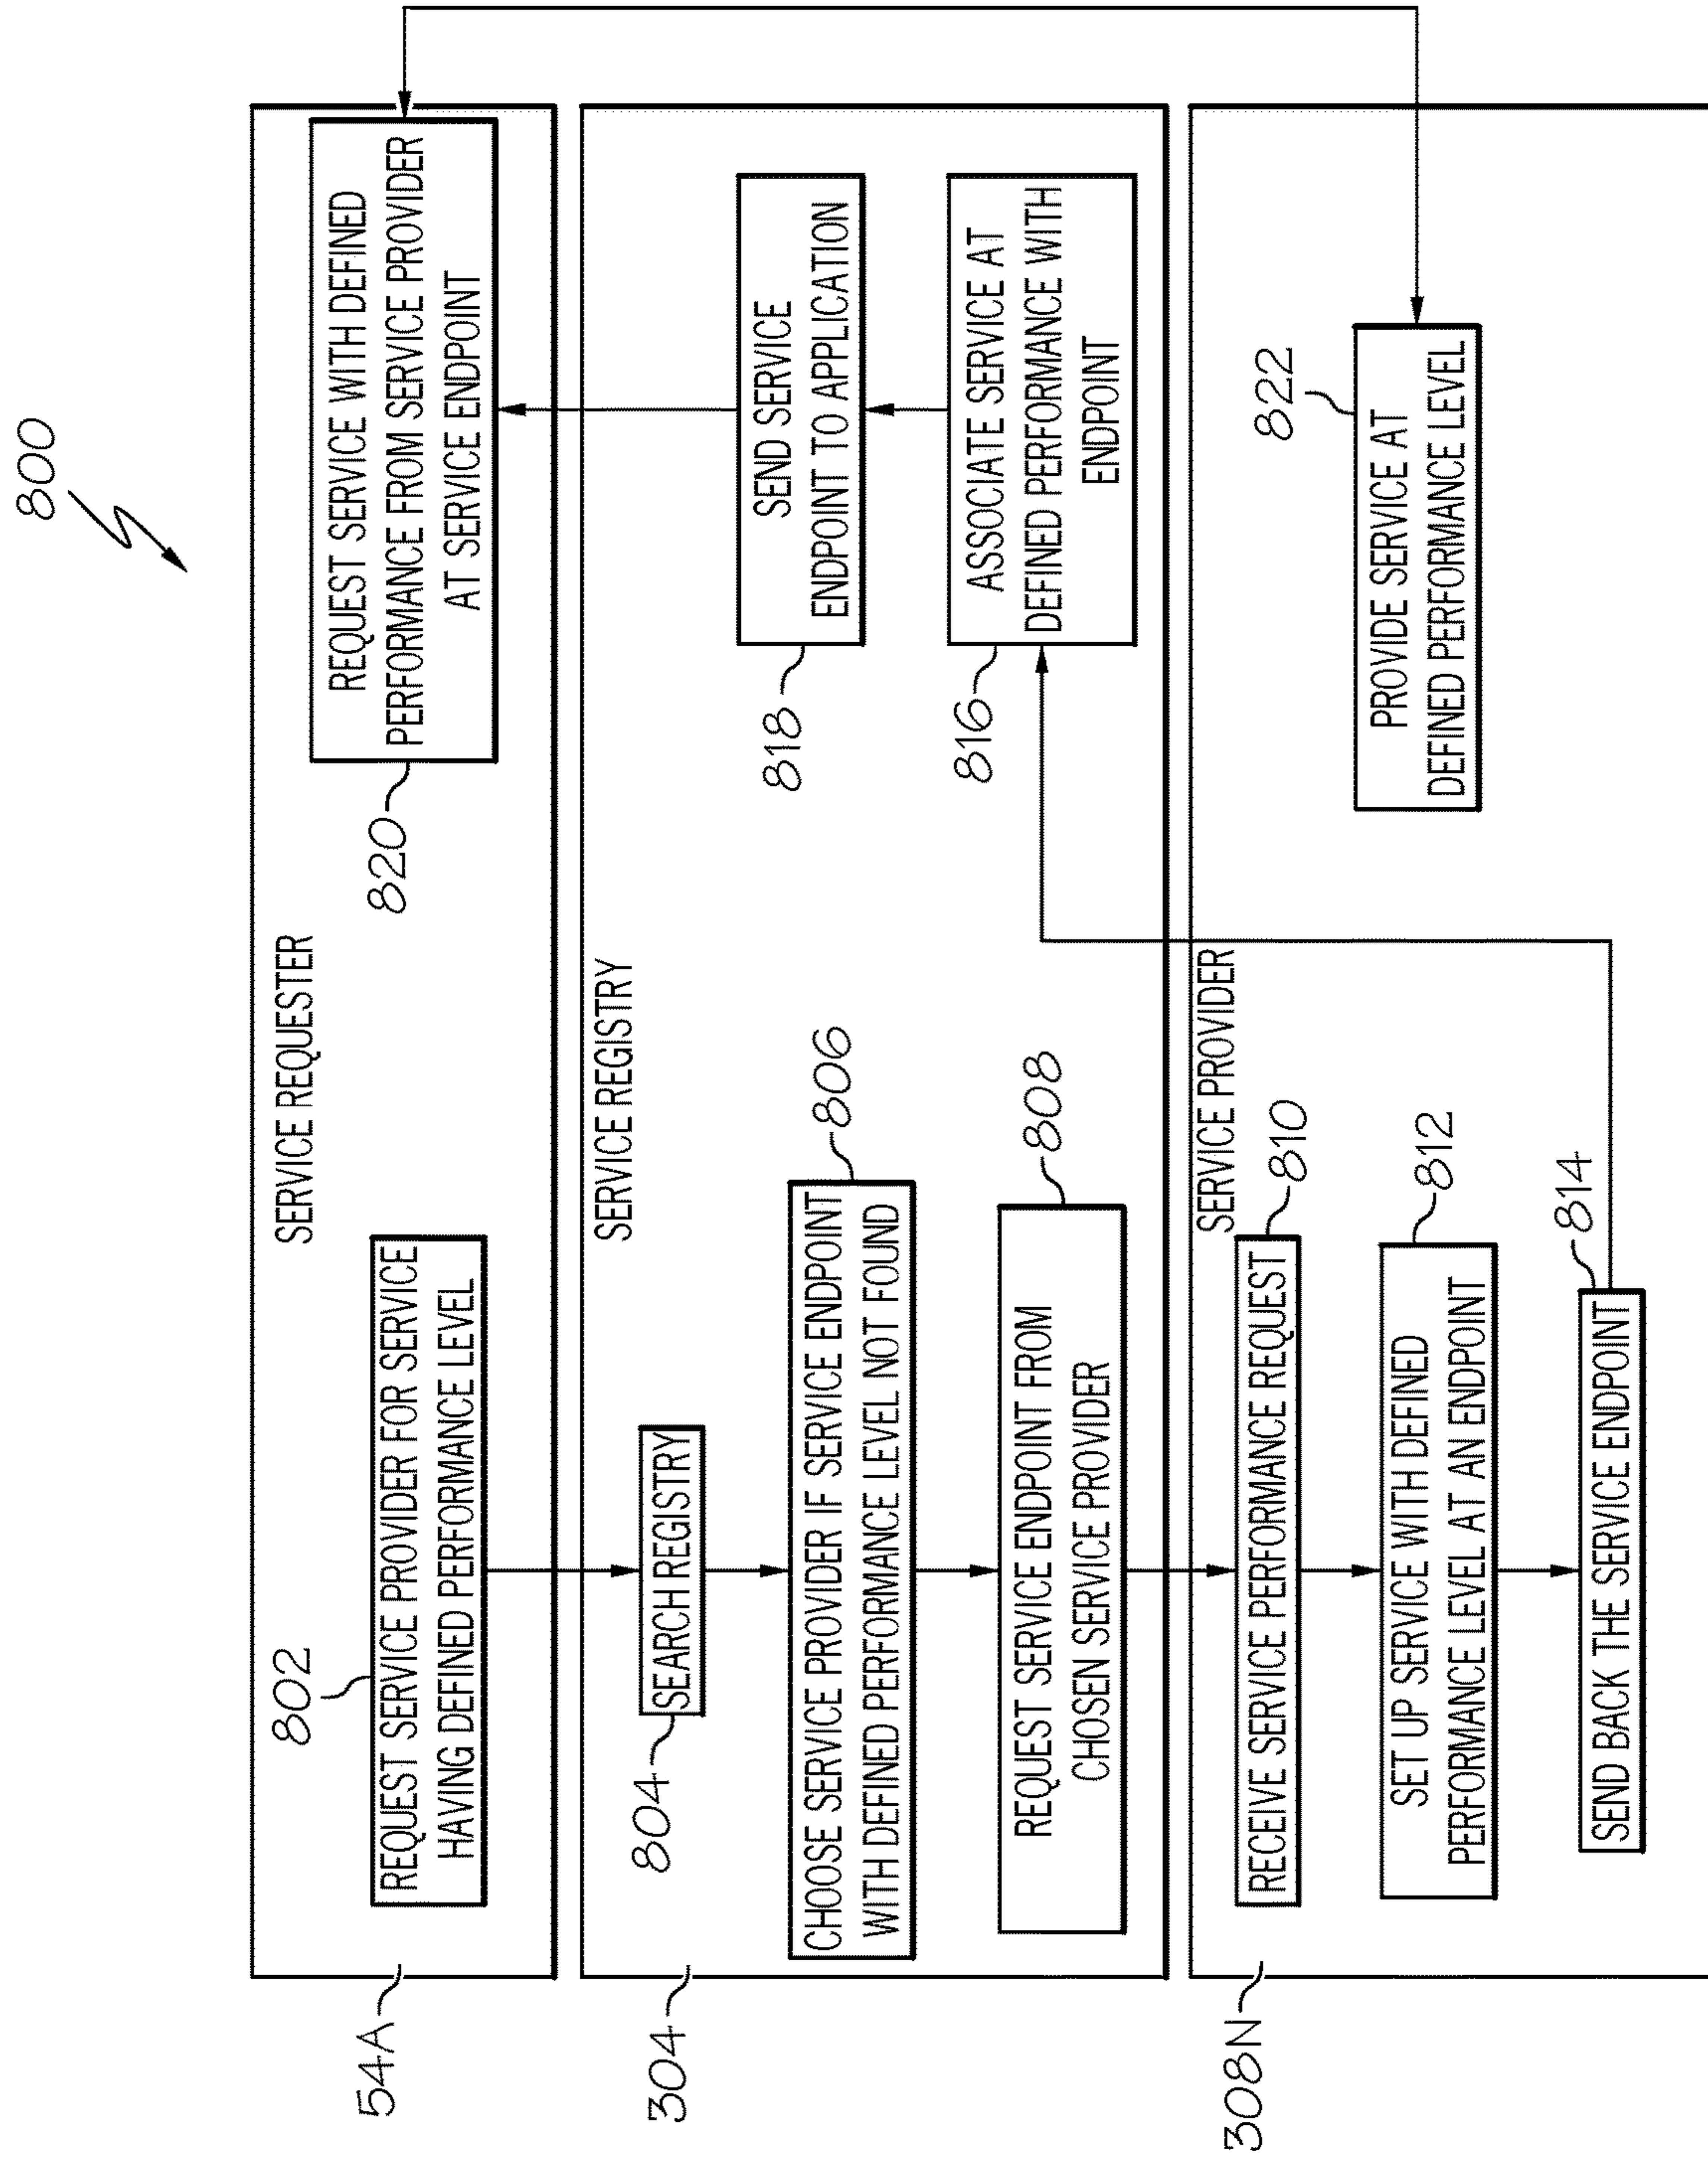 800
SERVICE REQUESTER
54A
802
REQUEST SERVICE PROVIDER FOR SERVICE
HAVING DEFINED PERFORMANCE LEVEL
820
REQUEST SERVICE WITH DEFINED
PERFORMANCE FROM SERVICE PROVIDER
AT SERVICE ENDPOINT
SERVICE REGISTRY
304
804
SEARCH REGISTRY
806
CHOOSE SERVICE PROVIDER IF SERVICE ENDPOINT
WITH DEFINED PERFORMANCE LEVEL NOT FOUND
808
REQUEST SERVICE ENDPOINT FROM
CHOSEN SERVICE PROVIDER
818
SEND SERVICE
ENDPOINT TO APPLICATION
816
ASSOCIATE SERVICE AT
DEFINED PERFORMANCE WITH
ENDPOINT
SERVICE PROVIDER
308N
810
RECEIVE SERVICE PERFORMANCE REQUEST
812
SET UP SERVICE WITH DEFINED
PERFORMANCE LEVEL AT AN ENDPOINT
814
SEND BACK THE SERVICE ENDPOINT
822
PROVIDE SERVICE AT
DEFINED PERFORMANCE LEVEL